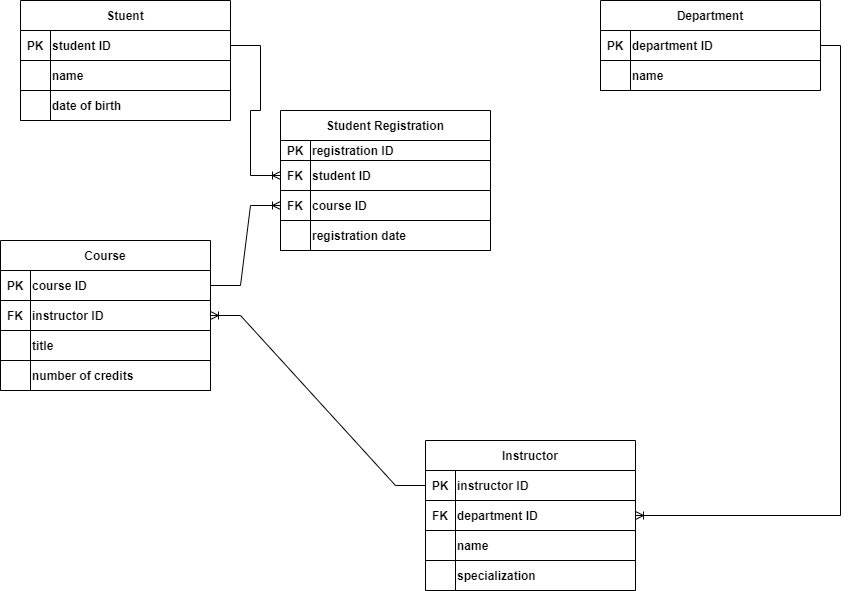 Stuent
PK student ID
name
date of birth
Department
PK department ID
name
Student Registration
PK registration ID
FK student ID
FK course ID
registration date
Course
PK course ID
FK instructor ID
title
number of credits
Instructor
PK instructor ID
FK department ID
name
specialization